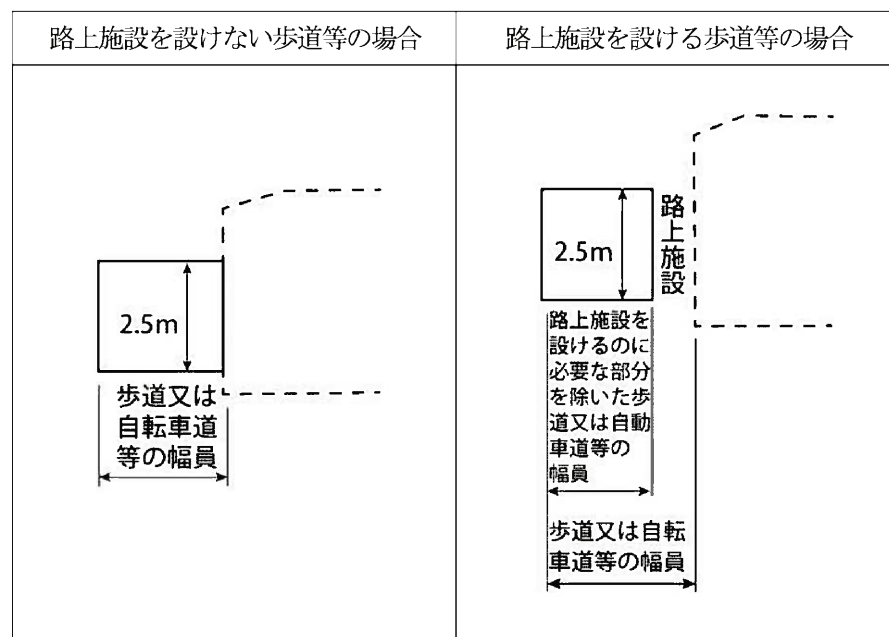 路上施設を設けない歩道等の場合
路上施設を設ける歩道等の場合
2.5m
歩道又は
自転車道
等の幅員
2.5m
路上施設
路上施設を
設けるのに
必要な部分
を除いた歩
道又は自動
車道等の
幅員
歩道又は自転
車道等の幅員